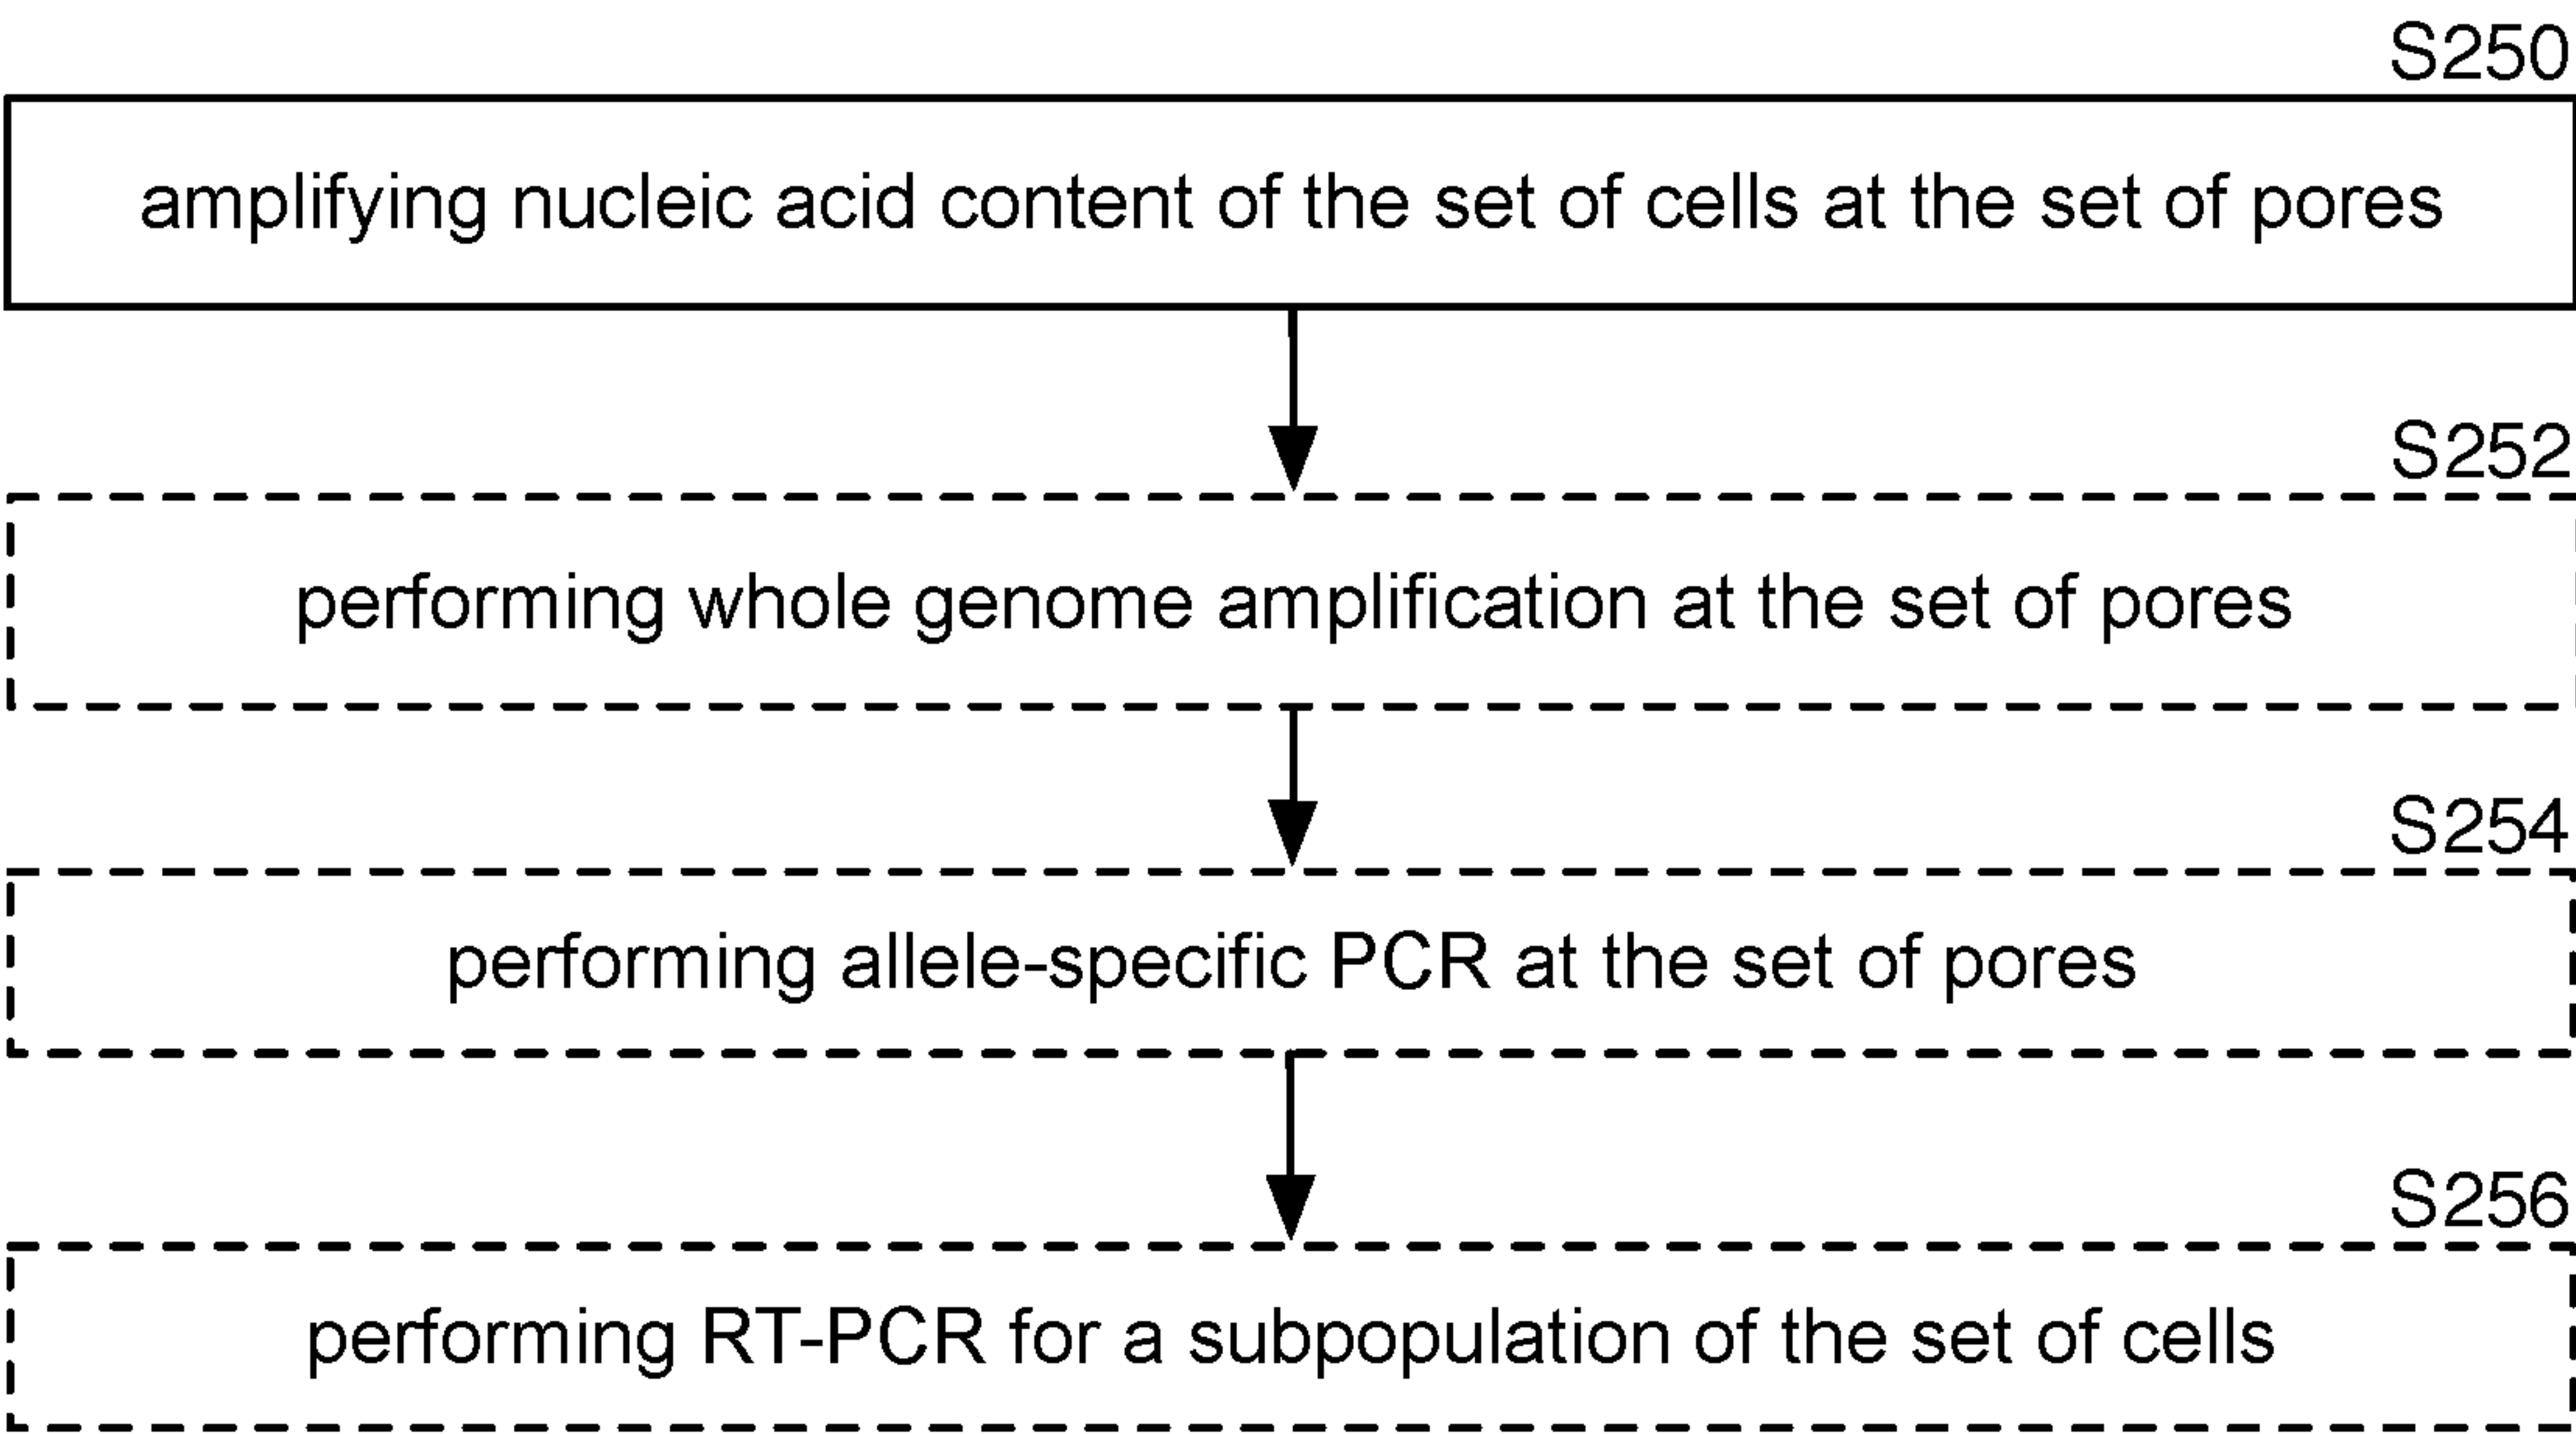 S250
amplifying nucleic acid content of the set of cells at the set of pores
S252
performing whole genome amplification at the set of pores
S254
performing allele-specific PCR at the set of pores
S256
performing RT-PCR for a subpopulation of the set of cells